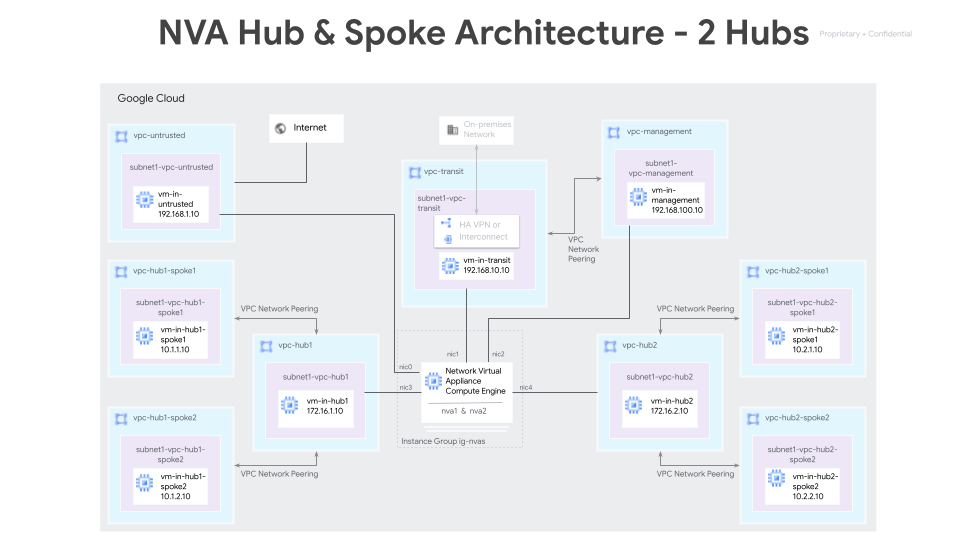 NVA Hub & Spoke Architecture - 2 Hubs
Proprietary + Confidential
Google Cloud
vpc-untrusted
subnet1-vpc-untrusted
vm-in-
untrusted
192.168.1.10
Internet
On-premises
Network
vpc-transit
subnet1-vpc-
transit
HA VPN or
Interconnect
vm-in-transit
192.168.10.10
vpc-management
subnet1-
vpc-management
vm-in-
management
192.168.100.10
VPC
Network
Peering
vpc-hub1-spoke1
subnet1-vpc-hub1-
spoke1
vm-in-hub1-
spoke1
10.1.1.10
VPC Network Peering
vpc-hub1
subnet1-vpc-hub1
vm-in-hub1
172.16.1.10
nic1
nic2
nic0
nic3
nic4
Network Virtual
Appliance
Compute Engine
nva1 & nva2
Instance Group ig-nvas
VPC Network Peering
vpc-hub2
subnet1-vpc-hub2
vm-in-hub2
172.16.2.10
vpc-hub2-spoke1
subnet1-vpc-hub2-
spoke1
vm-in-hub2-
spoke1
10.2.1.10
vpc-hub1-spoke2
subnet1-vpc-hub1-
spoke2
vm-in-hub1-
spoke2
10.1.2.10
VPC Network Peering
VPC Network Peering
vpc-hub2-spoke2
subnet1-vpc-hub2-
spoke2
vm-in-hub2-
spoke2
10.2.2.10